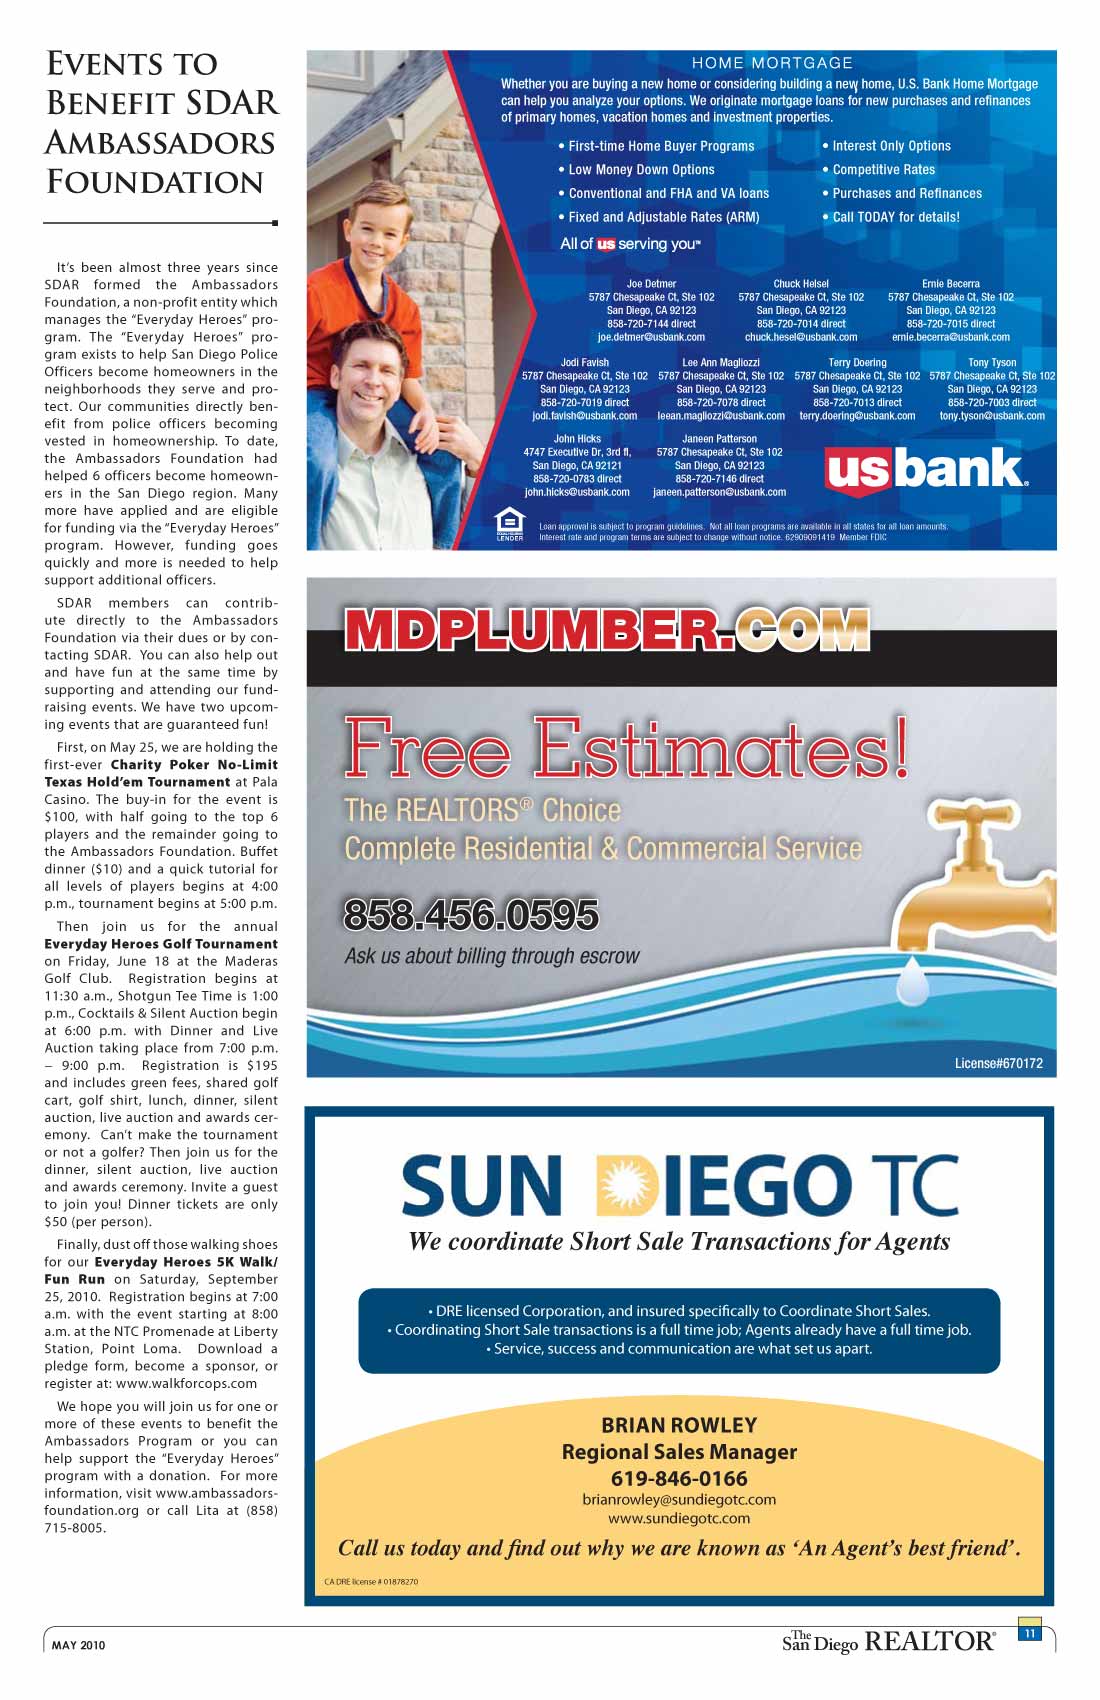 EVENTS TO
BENEFIT SDAR
AMBASSADORS
FOUNDATION
It's been almost three years since
SDAR formed the Ambassadors
Foundation, a non-profit entity which
manages the “Everyday Heroes” pro-
gram. The “Everyday Heroes” pro-
gram exists to help San Diego Police
Officers become homeowners in the
neighborhoods they serve and pro-
tect. Our communities directly ben-
efit from police officers becoming
vested in homeownership. To date,
the Ambassadors Foundation had
helped 6 officers become homeown-
ers in the San Diego region. Many
more have applied and are eligible
for funding via the “Everyday Heroes”
program. However, funding goes
quickly and more is needed to help
support additional officers.
SDAR members can contrib-
ute directly to the Ambassadors
Foundation via their dues or by con-
tacting SDAR. You can also help out
and have fun at the same time by
supporting and attending our fund-
raising events. We have two upcom-
ing events that are guaranteed fun!
First, on May 25, we are holding the
first-ever Charity Poker No-Limit
Texas Hold'em Tournament at Pala
Casino. The buy-in for the event is
$100, with half going to the top 6
players and the remainder going to
the Ambassadors Foundation. Buffet
dinner ($10) and a quick tutorial for
all levels of players begins at 4:00
p.m., tournament begins at 5:00 p.m.
Then join us for the annual
Everyday Heroes Golf Tournament
on Friday, June 18 at the Maderas
Golf Club. Registration begins at
11:30 a.m., Shotgun Tee Time is 1:00
p.m., Cocktails & Silent Auction begin
at 6:00 p.m. with Dinner and Live
Auction taking place from 7:00 p.m.
– 9:00 p.m. Registration is $195
and includes green fees, shared golf
cart, golf shirt, lunch, dinner, silent
auction, live auction and awards cer-
emony. Can't make the tournament
or not a golfer? Then join us for the
dinner, silent auction, live auction
and awards ceremony. Invite a guest
to join you! Dinner tickets are only
$50 (per person).
Finally, dust off those walking shoes
for our Everyday Heroes 5K Walk/
Fun Run on Saturday, September
25, 2010. Registration begins at 7:00
a.m. with the event starting at 8:00
a.m. at the NTC Promenade at Liberty
Station, Point Loma. Download a
pledge form, become a sponsor, or
register at: www.walkforcops.com
We hope you will join us for one or
more of these events to benefit the
Ambassadors Program or you can
help support the “Everyday Heroes”
program with a donation. For more
information, visit www.ambassadors-
foundation.org or call Lita at (858)
715-8005.
HOME MORTGAGE
Whether you are buying a new home or considering building a new home, U.S. Bank Home Mortgage
can help you analyze your options. We originate mortgage loans for new purchases and refinances
of primary homes, vacation homes and investment properties.
• First-time Home Buyer Programs
• Low Money Down Options
• Conventional and FHA and VA loans
• Fixed and Adjustable Rates (ARM)
• Interest Only Options
• Competitive Rates
• Purchases and Refinances
• Call TODAY for details!
All of us serving you™
Joe Detmer
5787 Chesapeake Ct, Ste 102
San Diego, CA 92123
858-720-7144 direct
joe.detmer@usbank.com
Chuck Helsel
5787 Chesapeake Ct, Ste 102
San Diego, CA 92123
858-720-7014 direct
chuck.hesel@usbank.com
Ernie Becerra
5787 Chesapeake Ct, Ste 102
San Diego, CA 92123
858-720-7015 direct
ernie.becerra@usbank.com
Jodi Favish
5787 Chesapeake Ct, Ste 102
San Diego, CA 92123
858-720-7019 direct
jodi.favish@usbank.com
Lee Ann Magliozzi
5787 Chesapeake Ct, Ste 102
San Diego, CA 92123
858-720-7078 direct
leean.magliozzi@usbank.com
Terry Doering
5787 Chesapeake Ct, Ste 102
San Diego, CA 92123
858-720-7013 direct
terry.doering@usbank.com
Tony Tyson
5787 Chesapeake Ct, Ste 102
San Diego, CA 92123
858-720-7003 direct
tony.tyson@usbank.com
John Hicks
4747 Executive Dr, 3rd fl,
San Diego, CA 92121
858-720-0783 direct
john.hicks@usbank.com
Janeen Patterson
5787 Chesapeake Ct, Ste 102
San Diego, CA 92123
858-720-7146 direct
janeen.patterson@usbank.com
usbank®
EQUAL HOUSING
LENDER
Loan approval is subject to program guidelines. Not all loan programs are available in all states for all loan amounts.
Interest rate and program terms are subject to change without notice. 62909091419 Member FDIC
MDPLUMBER.COM
Free Estimates!
The REALTORS® Choice
Complete Residential & Commercial Service
858.456.0595
Ask us about billing through escrow
License#670172
SUN DIEGO TC
We coordinate Short Sale Transactions for Agents
• DRE licensed Corporation, and insured specifically to Coordinate Short Sales.
• Coordinating Short Sale transactions is a full time job; Agents already have a full time job.
• Service, success and communication are what set us apart.
BRIAN ROWLEY
Regional Sales Manager
619-846-0166
brianrowley@sundiegotc.com
www.sundiegotc.com
Call us today and find out why we are known as ‘An Agent's best friend’.
CA DRE license # 01878270
MAY 2010
The San Diego REALTOR®
11